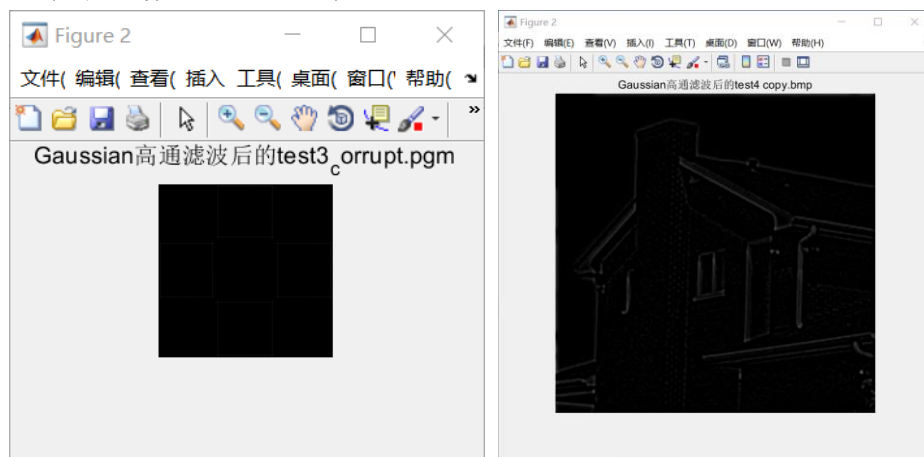 Figure 2
文件( 编辑( 查看( 插入 工具( 桌面( 窗口(' 帮助(
Gaussian高通滤波后的test3corrupt.pgm
Figure 2
文件(F) 编辑(E) 查看(V) 插入(I) 工具(T) 桌面(D) 窗口(W) 帮助(H)
Gaussian高通滤波后的test4 copy.bmp